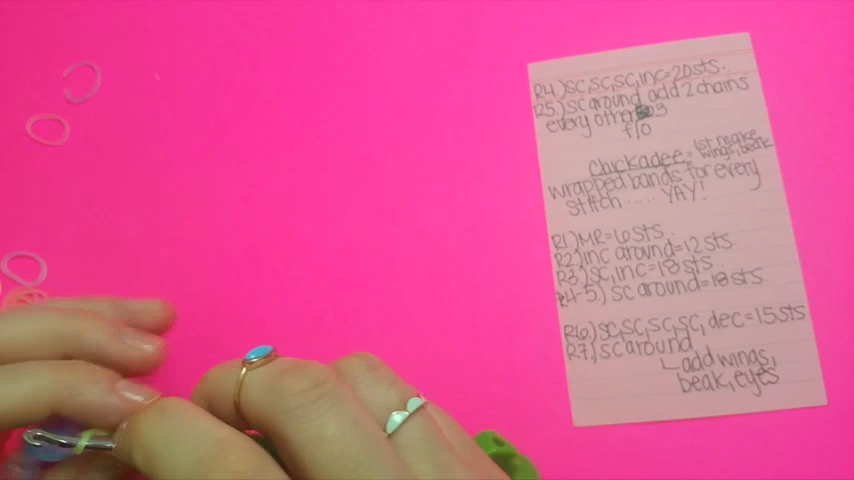 R4) sc, sc, sc, inc = 20 sts.
R5) sc around add 2 chains
every other 3
f/o
chickadee = 1st make
wings, beak
wrapped bands for every
stitch ..... YAY!
R1) MR = 6 sts.
R2) inc around = 12 sts.
R3) sc, inc = 18 sts.
R4-5.) sc around = 18 sts
R6.) sc, sc, sc, sc, dec = 15 sts
R7.) sc around
add wings,
beak, eyes